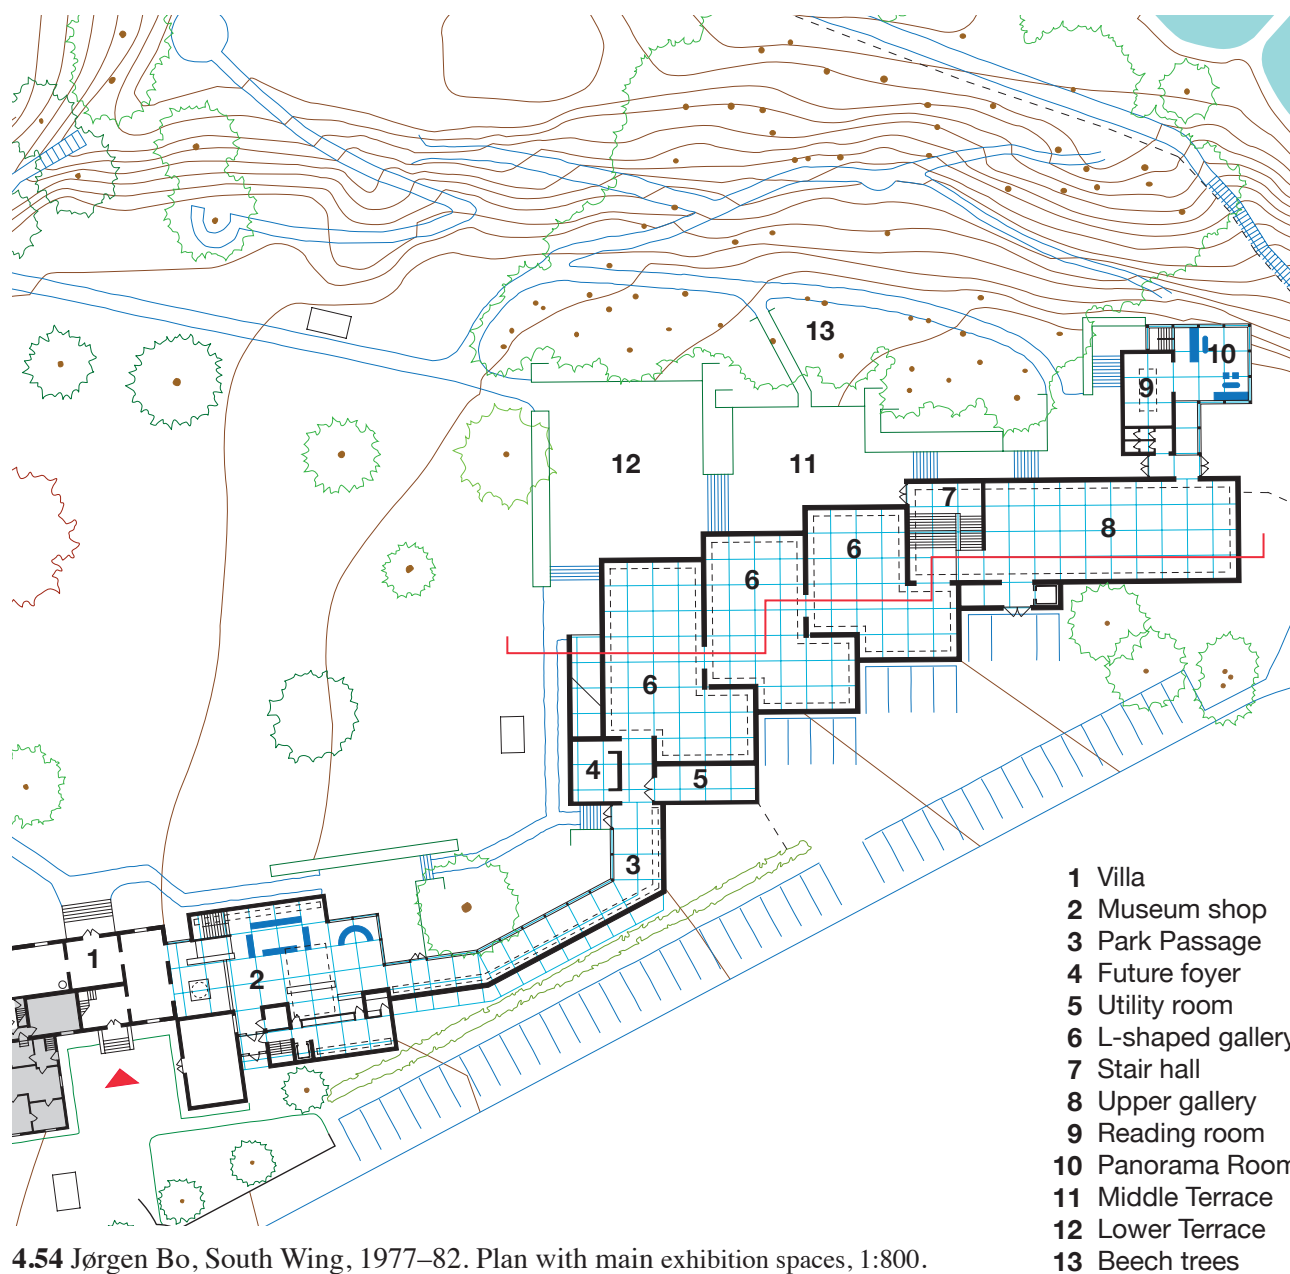 13
10
9
12
11
7
8
6
6
6
4
5
3
1
2
1 Villa
2 Museum shop
3 Park Passage
4 Future foyer
5 Utility room
6 L-shaped gallery
7 Stair hall
8 Upper gallery
9 Reading room
10 Panorama Room
11 Middle Terrace
12 Lower Terrace
13 Beech trees
4.54 Jørgen Bo, South Wing, 1977–82. Plan with main exhibition spaces, 1:800.